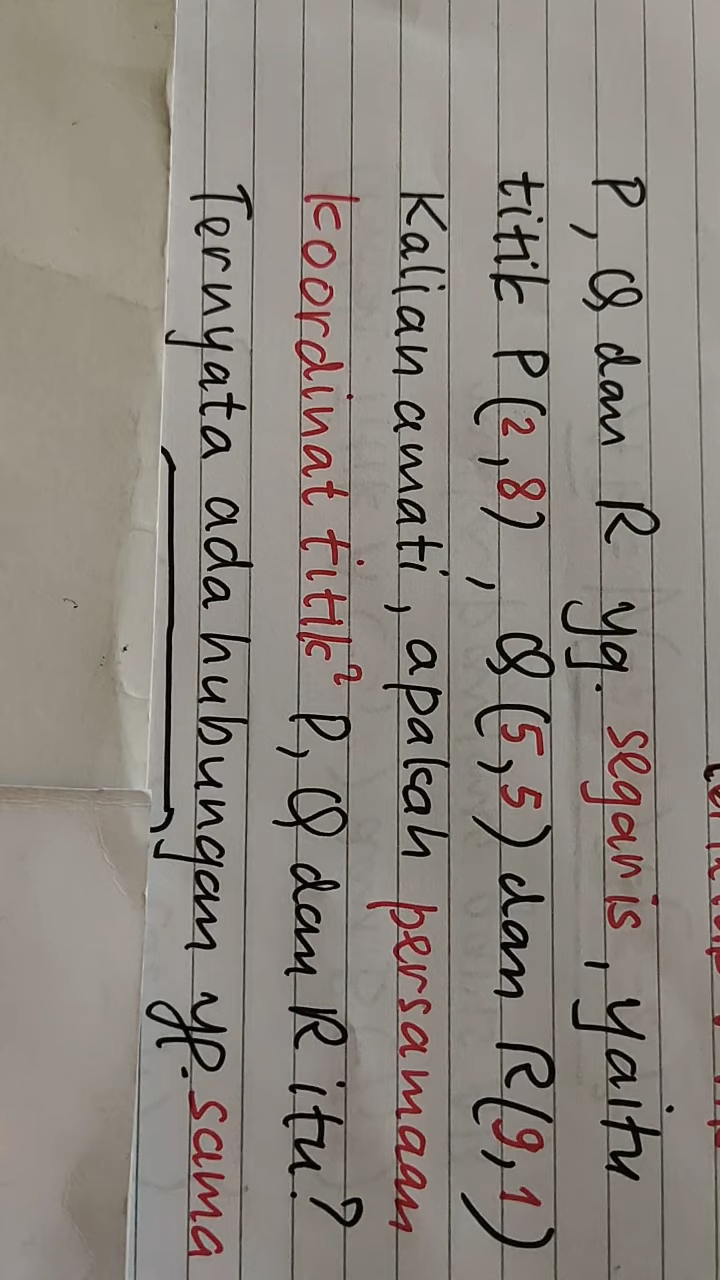 P, Q dan R yg. segaris, yaitu
titik P(2,8), Q(5,5) dan R(9,1)
Kalian amati, apakah persamaan
koordinat titik² P, Q dan R itu?
Ternyata ada hubungan yg. sama